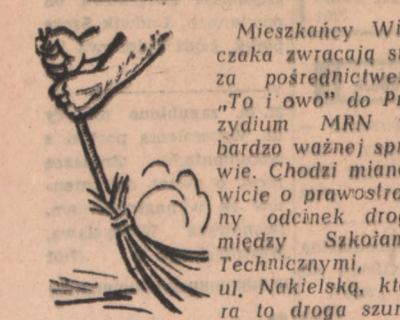 Mieszkańcy Wi
czaka zwracają s
za pośrednictwe
„To i owo” do Pr
zydium MRN
bardzo ważnej spr
wie. Chodzi miano
wicie o prawostro
ny odcinek drog
między Szkołam
Technicznymi,
ul. Nakielską, kt
ra to droga szur